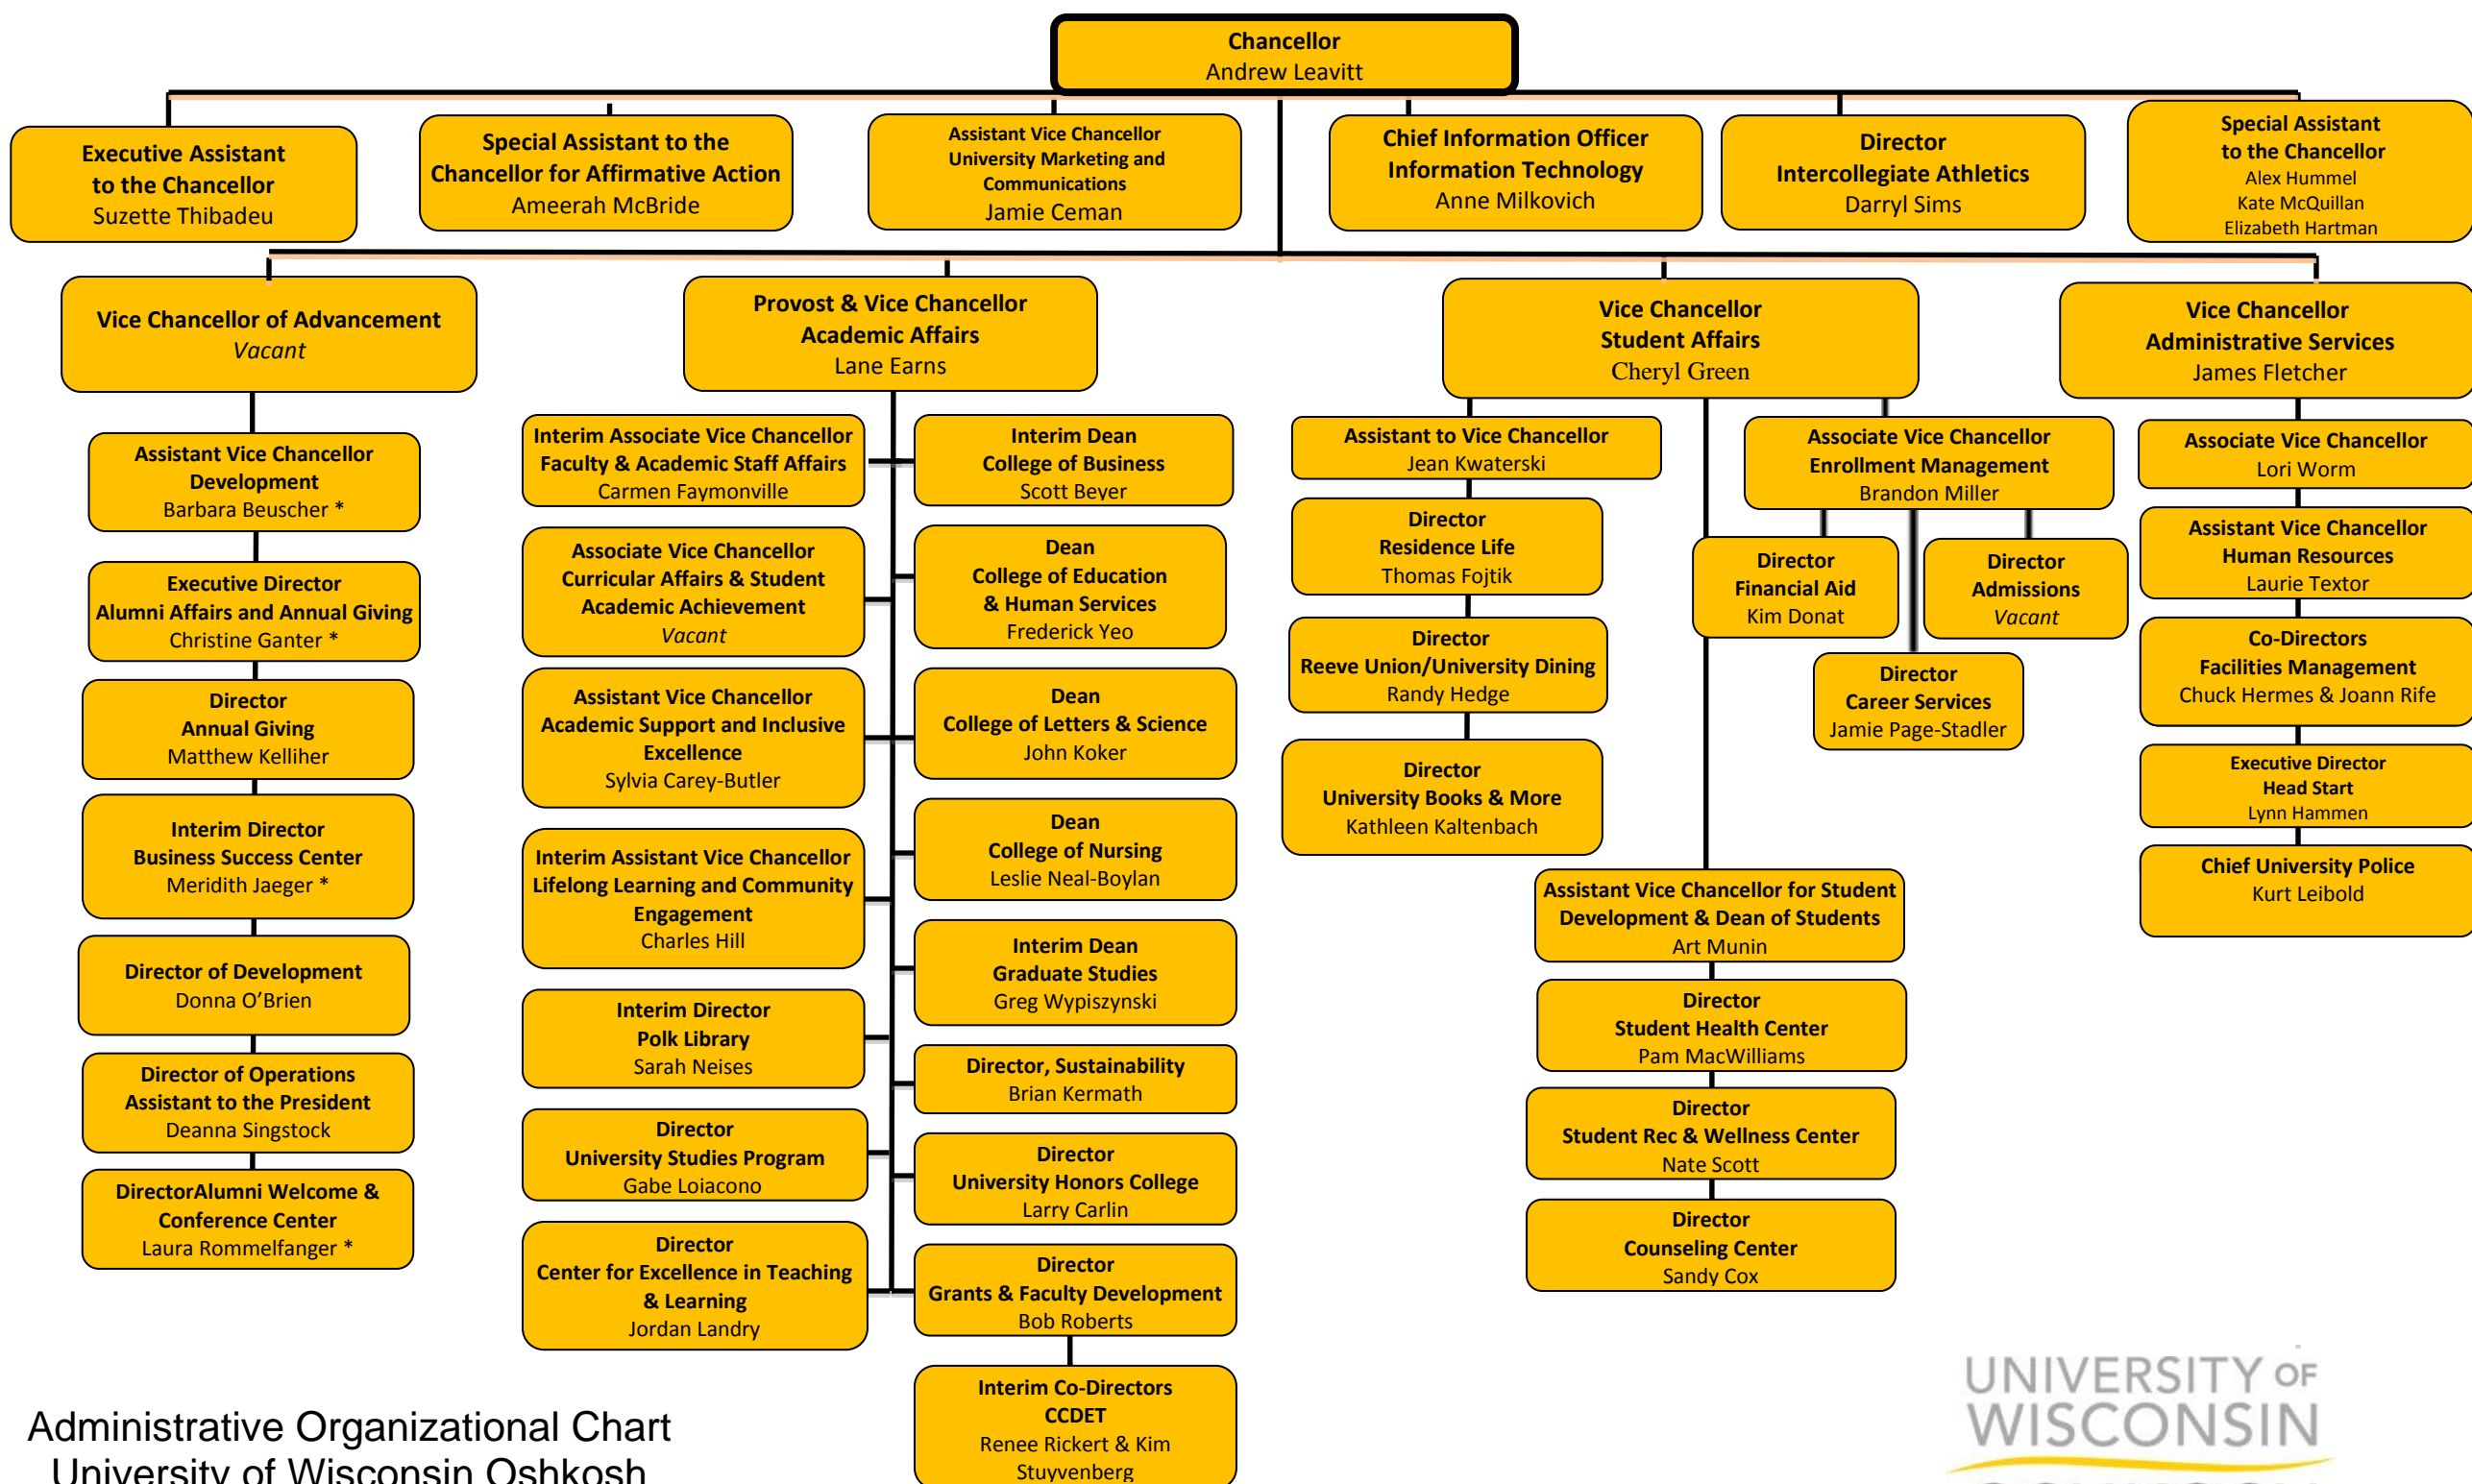 Chancellor
Andrew Leavitt
Executive Assistant
to the Chancellor
Suzette Thibadeu
Special Assistant to the
Chancellor for Affirmative Action
Ameerah McBride
Assistant Vice Chancellor
University Marketing and
Communications
Jamie Ceman
Chief Information Officer
Information Technology
Anne Milkovich
Director
Intercollegiate Athletics
Darryl Sims
Special Assistant
to the Chancellor
Alex Hummel
Kate McQuillan
Elizabeth Hartman
Vice Chancellor of Advancement
Vacant
Provost & Vice Chancellor
Academic Affairs
Lane Earns
Vice Chancellor
Student Affairs
Cheryl Green
Vice Chancellor
Administrative Services
James Fletcher
Assistant Vice Chancellor
Development
Barbara Beuscher *
Executive Director
Alumni Affairs and Annual Giving
Christine Ganter *
Director
Annual Giving
Matthew Kelliher
Interim Director
Business Success Center
Meridith Jaeger *
Director of Development
Donna O’Brien
Director of Operations
Assistant to the President
Deanna Singstock
DirectorAlumni Welcome &
Conference Center
Laura Rommelfanger *
Interim Associate Vice Chancellor
Faculty & Academic Staff Affairs
Carmen Faymonville
Associate Vice Chancellor
Curricular Affairs & Student
Academic Achievement
Vacant
Assistant Vice Chancellor
Academic Support and Inclusive
Excellence
Sylvia Carey-Butler
Interim Assistant Vice Chancellor
Lifelong Learning and Community
Engagement
Charles Hill
Interim Director
Polk Library
Sarah Neises
Director
University Studies Program
Gabe Loiacono
Director
Center for Excellence in Teaching
& Learning
Jordan Landry
Interim Dean
College of Business
Scott Beyer
Dean
College of Education
& Human Services
Frederick Yeo
Dean
College of Letters & Science
John Koker
Dean
College of Nursing
Leslie Neal-Boylan
Interim Dean
Graduate Studies
Greg Wypiszynski
Director, Sustainability
Brian Kermath
Director
University Honors College
Larry Carlin
Director
Grants & Faculty Development
Bob Roberts
Interim Co-Directors
CCDET
Renee Rickert & Kim
Stuyvenberg
Assistant to Vice Chancellor
Jean Kwaterski
Director
Residence Life
Thomas Fojtik
Director
Reeve Union/University Dining
Randy Hedge
Director
University Books & More
Kathleen Kaltenbach
Associate Vice Chancellor
Enrollment Management
Brandon Miller
Director
Financial Aid
Kim Donat
Director
Admissions
Vacant
Director
Career Services
Jamie Page-Stadler
Assistant Vice Chancellor for Student
Development & Dean of Students
Art Munin
Director
Student Health Center
Pam MacWilliams
Director
Student Rec & Wellness Center
Nate Scott
Director
Counseling Center
Sandy Cox
Associate Vice Chancellor
Lori Worm
Assistant Vice Chancellor
Human Resources
Laurie Textor
Co-Directors
Facilities Management
Chuck Hermes & Joann Rife
Executive Director
Head Start
Lynn Hammen
Chief University Police
Kurt Leibold
Administrative Organizational Chart
University of Wisconsin Oshkosh
UNIVERSITY OF
WISCONSIN